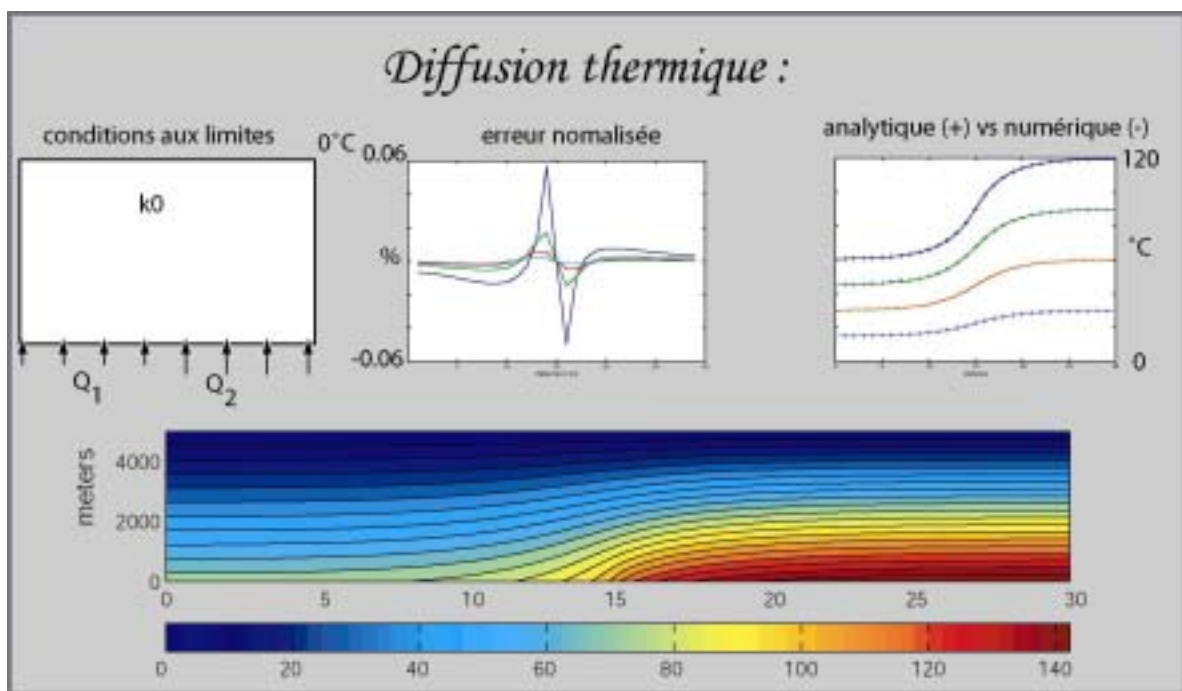 Diffusion thermique :
conditions aux limites
0°C
k0
Q1
Q2
erreur nomalisée
0.06
%
-0.06
analytique (+) vs numérique (-)
120
°C
0
meters
4000
2000
0
0 5 10 15 20 25 30
0 20 40 60 80 100 120 140